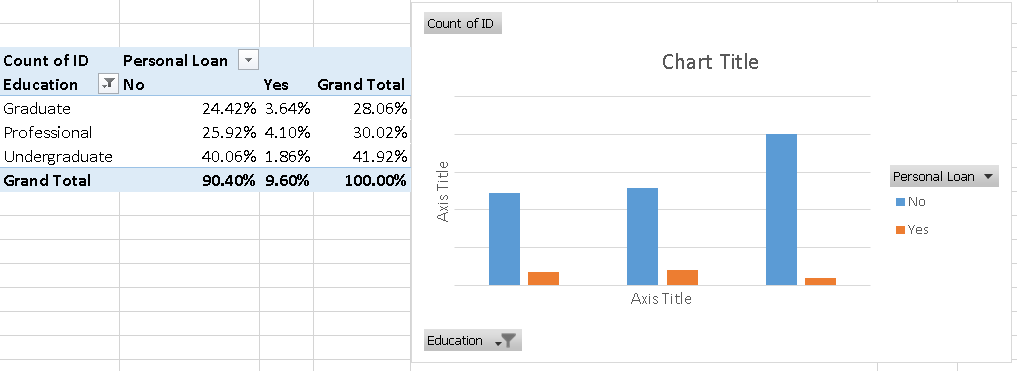 Count of ID Personal Loan
Education No Yes Grand Total
Graduate 24.42% 3.64% 28.06%
Professional 25.92% 4.10% 30.02%
Undergraduate 40.06% 1.86% 41.92%
Grand Total 90.40% 9.60% 100.00%
Count of ID
Chart Title
Axis Title
Axis Title
Personal Loan
No
Yes
Education